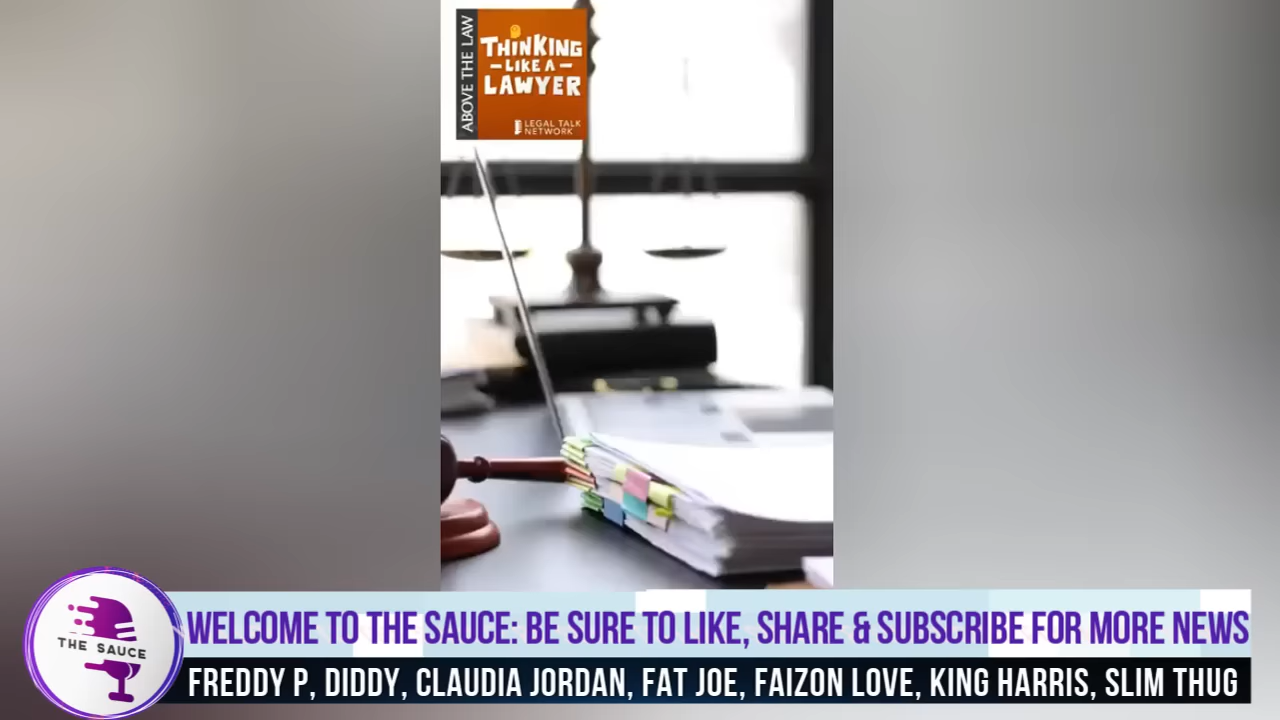 ABOVE THE LAW
THINKING
LIKE A
LAWYER
LEGAL TALK
NETWORK
THE SAUCE
WELCOME TO THE SAUCE: BE SURE TO LIKE, SHARE & SUBSCRIBE FOR MORE NEWS
FREDDY P, DIDDY, CLAUDIA JORDAN, FAT JOE, FAIZON LOVE, KING HARRIS, SLIM THUG